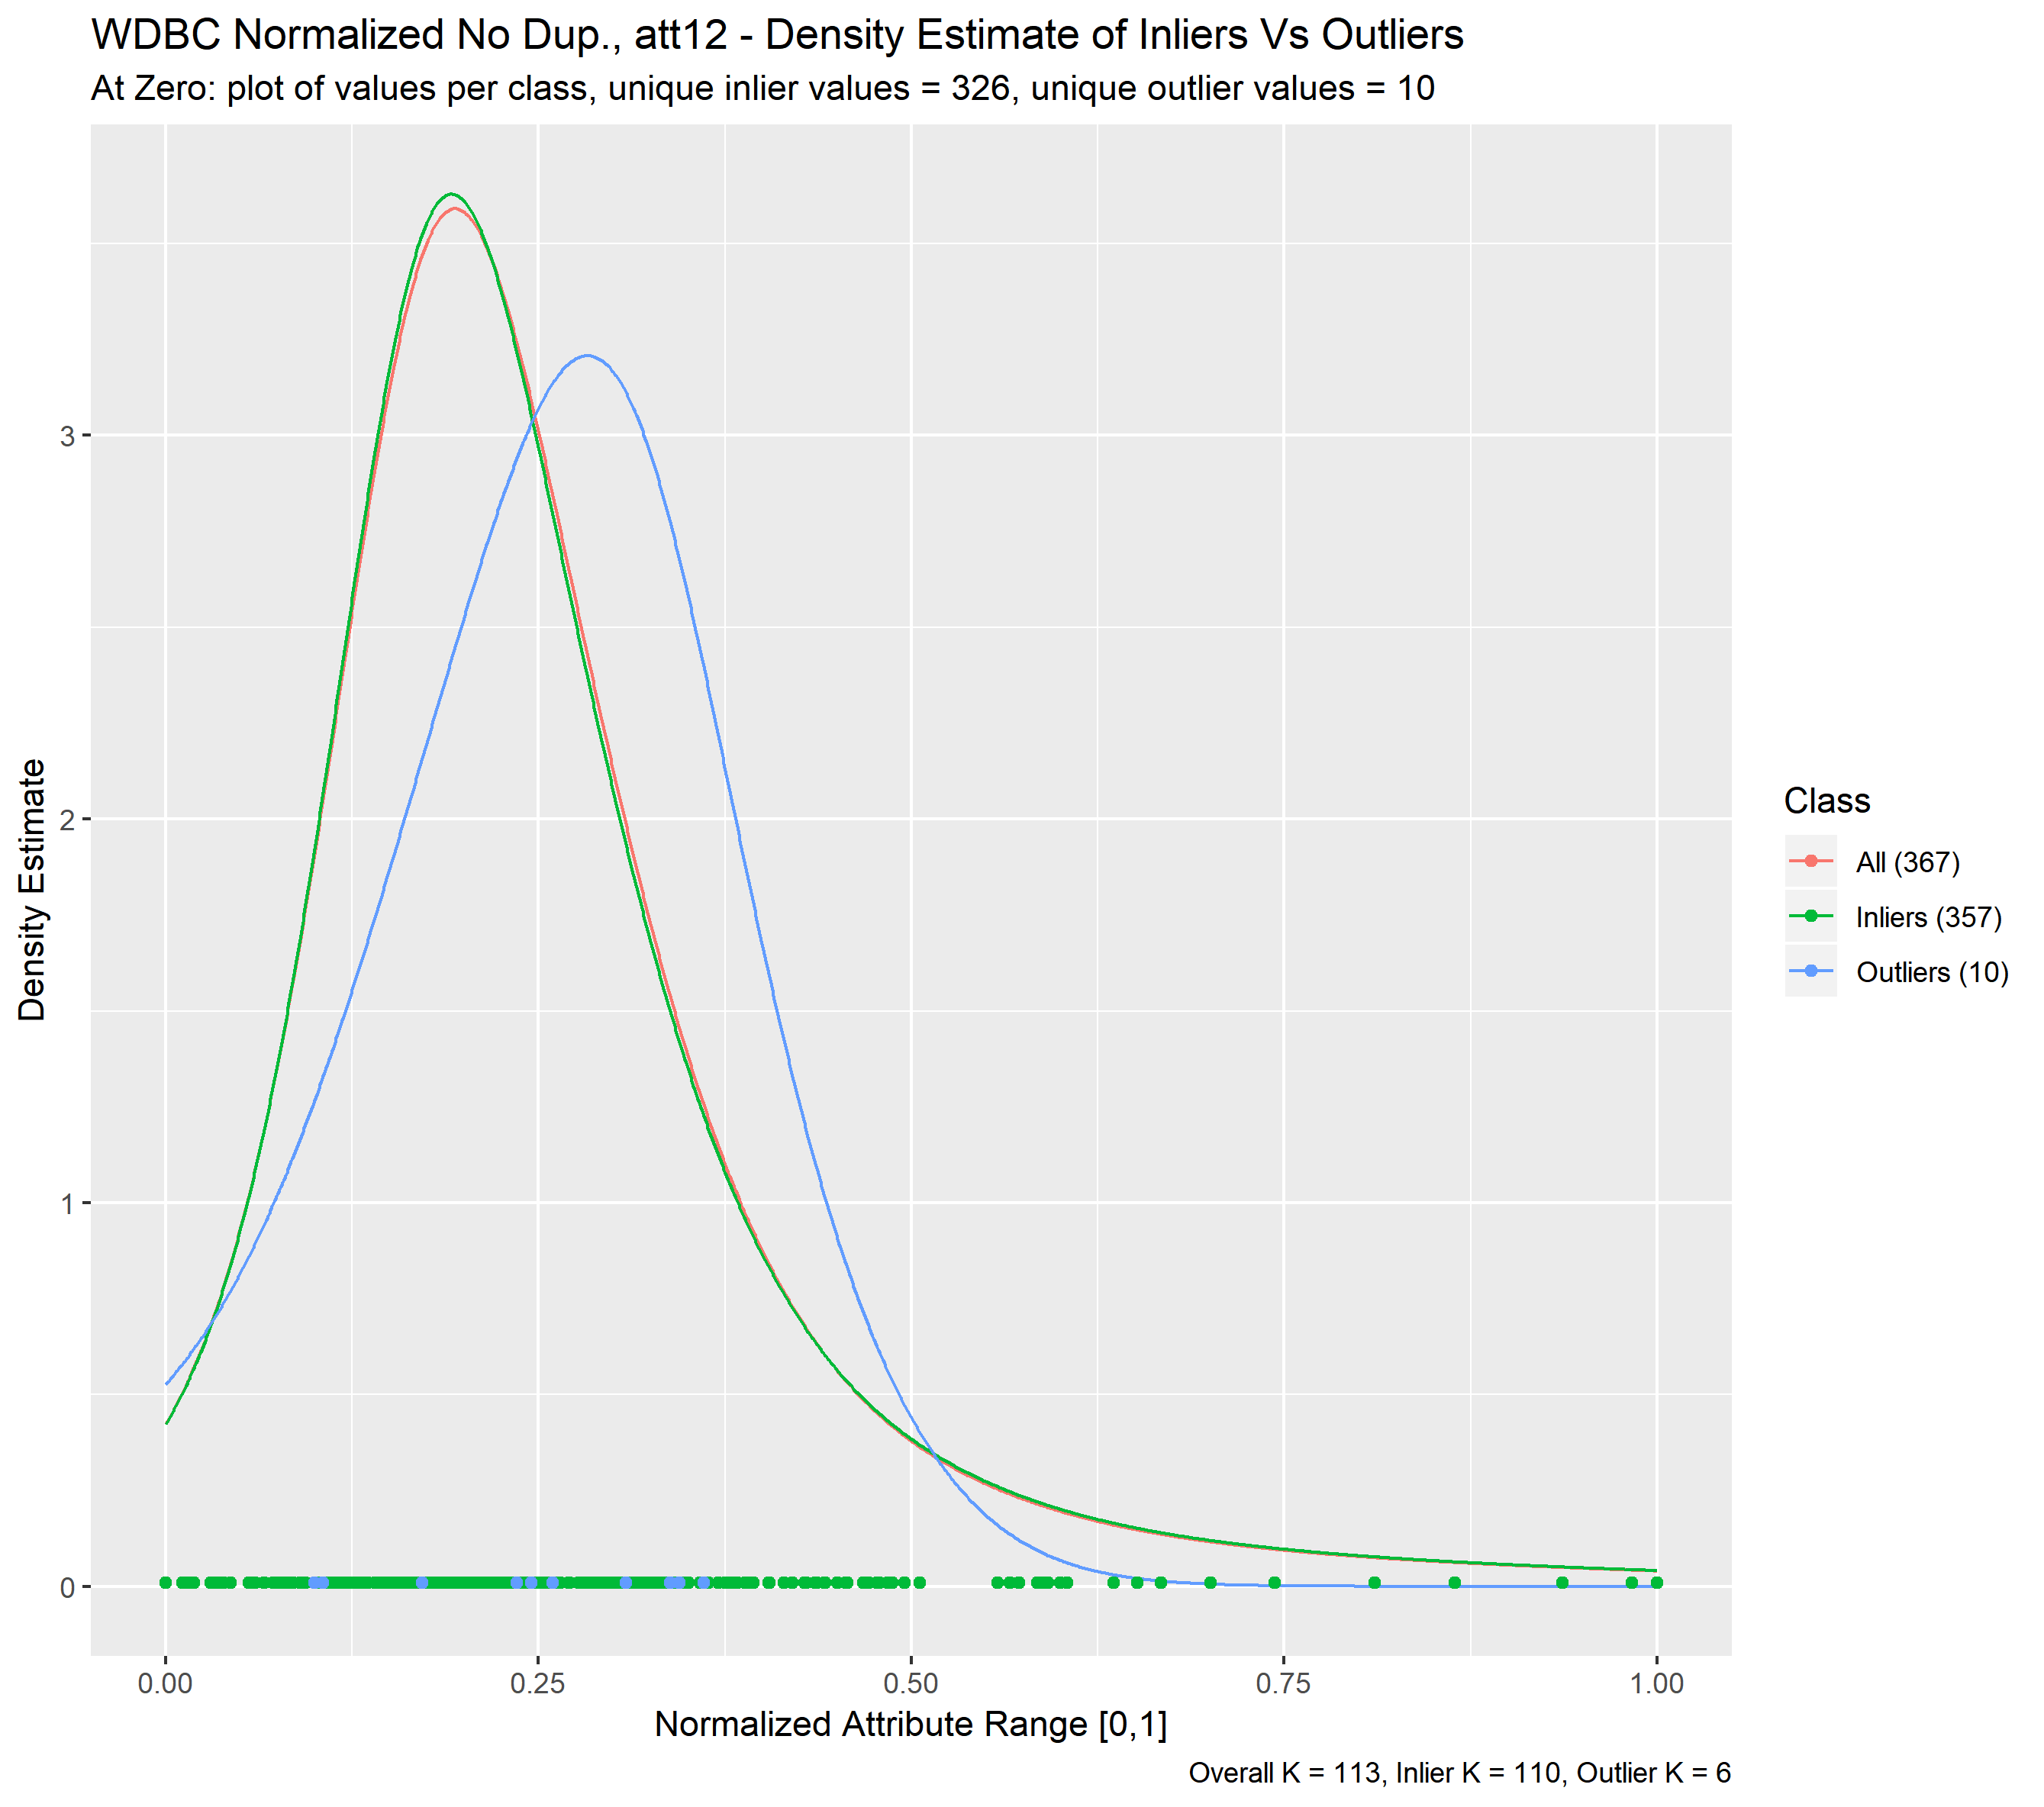 WDBC Normalized No Dup., att12 - Density Estimate of Inliers Vs Outliers
At Zero: plot of values per class, unique inlier values = 326, unique outlier values = 10
Density Estimate
3
2
1
0
0.00 0.25 0.50 0.75 1.00
Normalized Attribute Range [0,1]
Class
All (367)
Inliers (357)
Outliers (10)
Overall K = 113, Inlier K = 110, Outlier K = 6